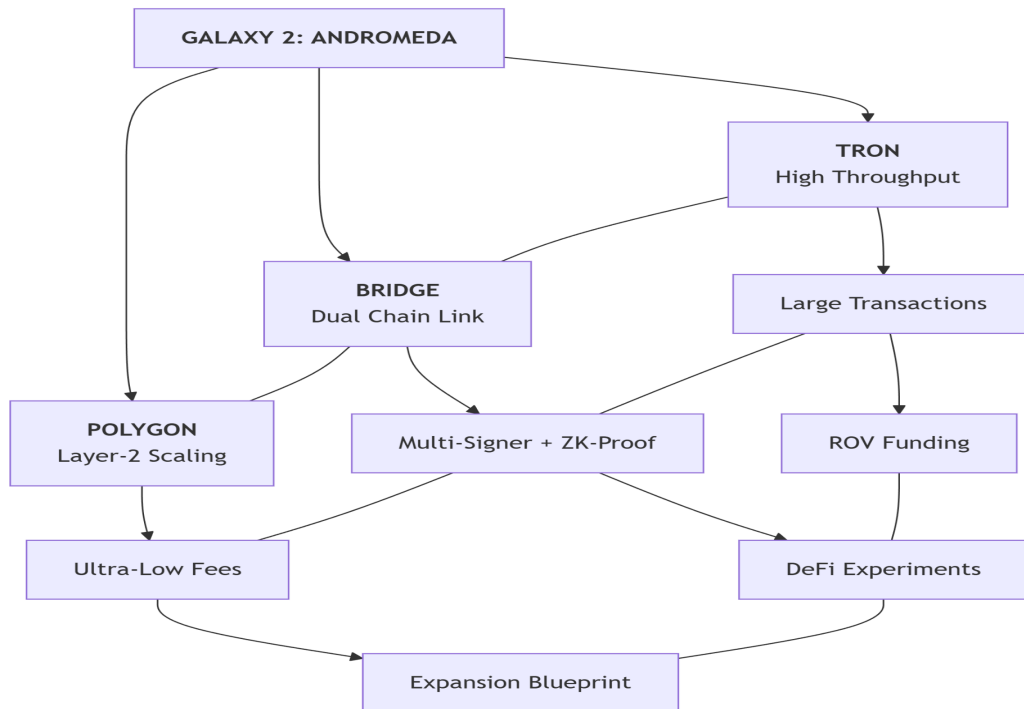 GALAXY 2: ANDROMEDA
TRON
High Throughput
BRIDGE
Dual Chain Link
Large Transactions
POLYGON
Layer-2 Scaling
Multi-Signer + ZK-Proof
ROV Funding
Ultra-Low Fees
DeFi Experiments
Expansion Blueprint